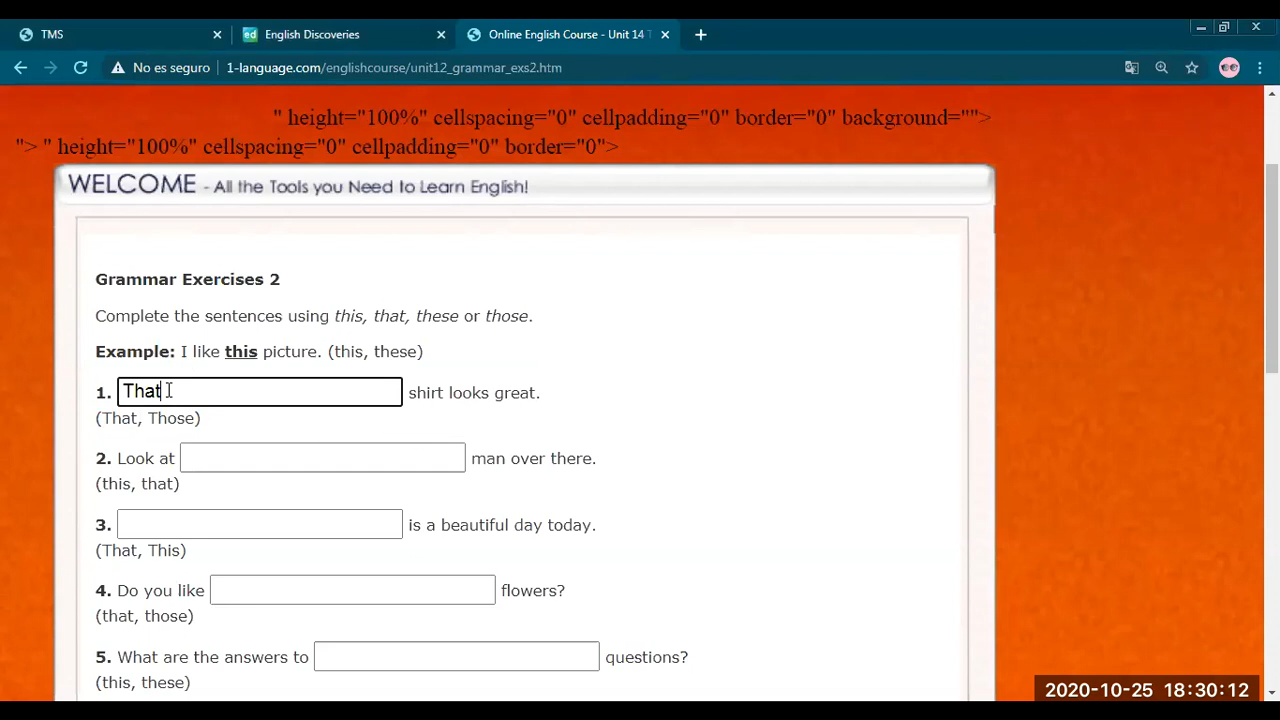 TMS
English Discoveries
Online English Course - Unit 14
No es seguro
1-language.com/englishcourse/unit12_grammar_exs2.htm
" height="100%" cellspacing="0" cellpadding="0" border="0" background="">
"> " height="100%" cellspacing="0" cellpadding="0" border="0">
WELCOME - All the Tools you Need to Learn English!
Grammar Exercises 2
Complete the sentences using this, that, these or those.
Example: I like this picture. (this, these)
1. That shirt looks great.
(That, Those)
2. Look at man over there.
(this, that)
3. is a beautiful day today.
(That, This)
4. Do you like flowers?
(that, those)
5. What are the answers to questions?
(this, these)
2020-10-25 18:30:12